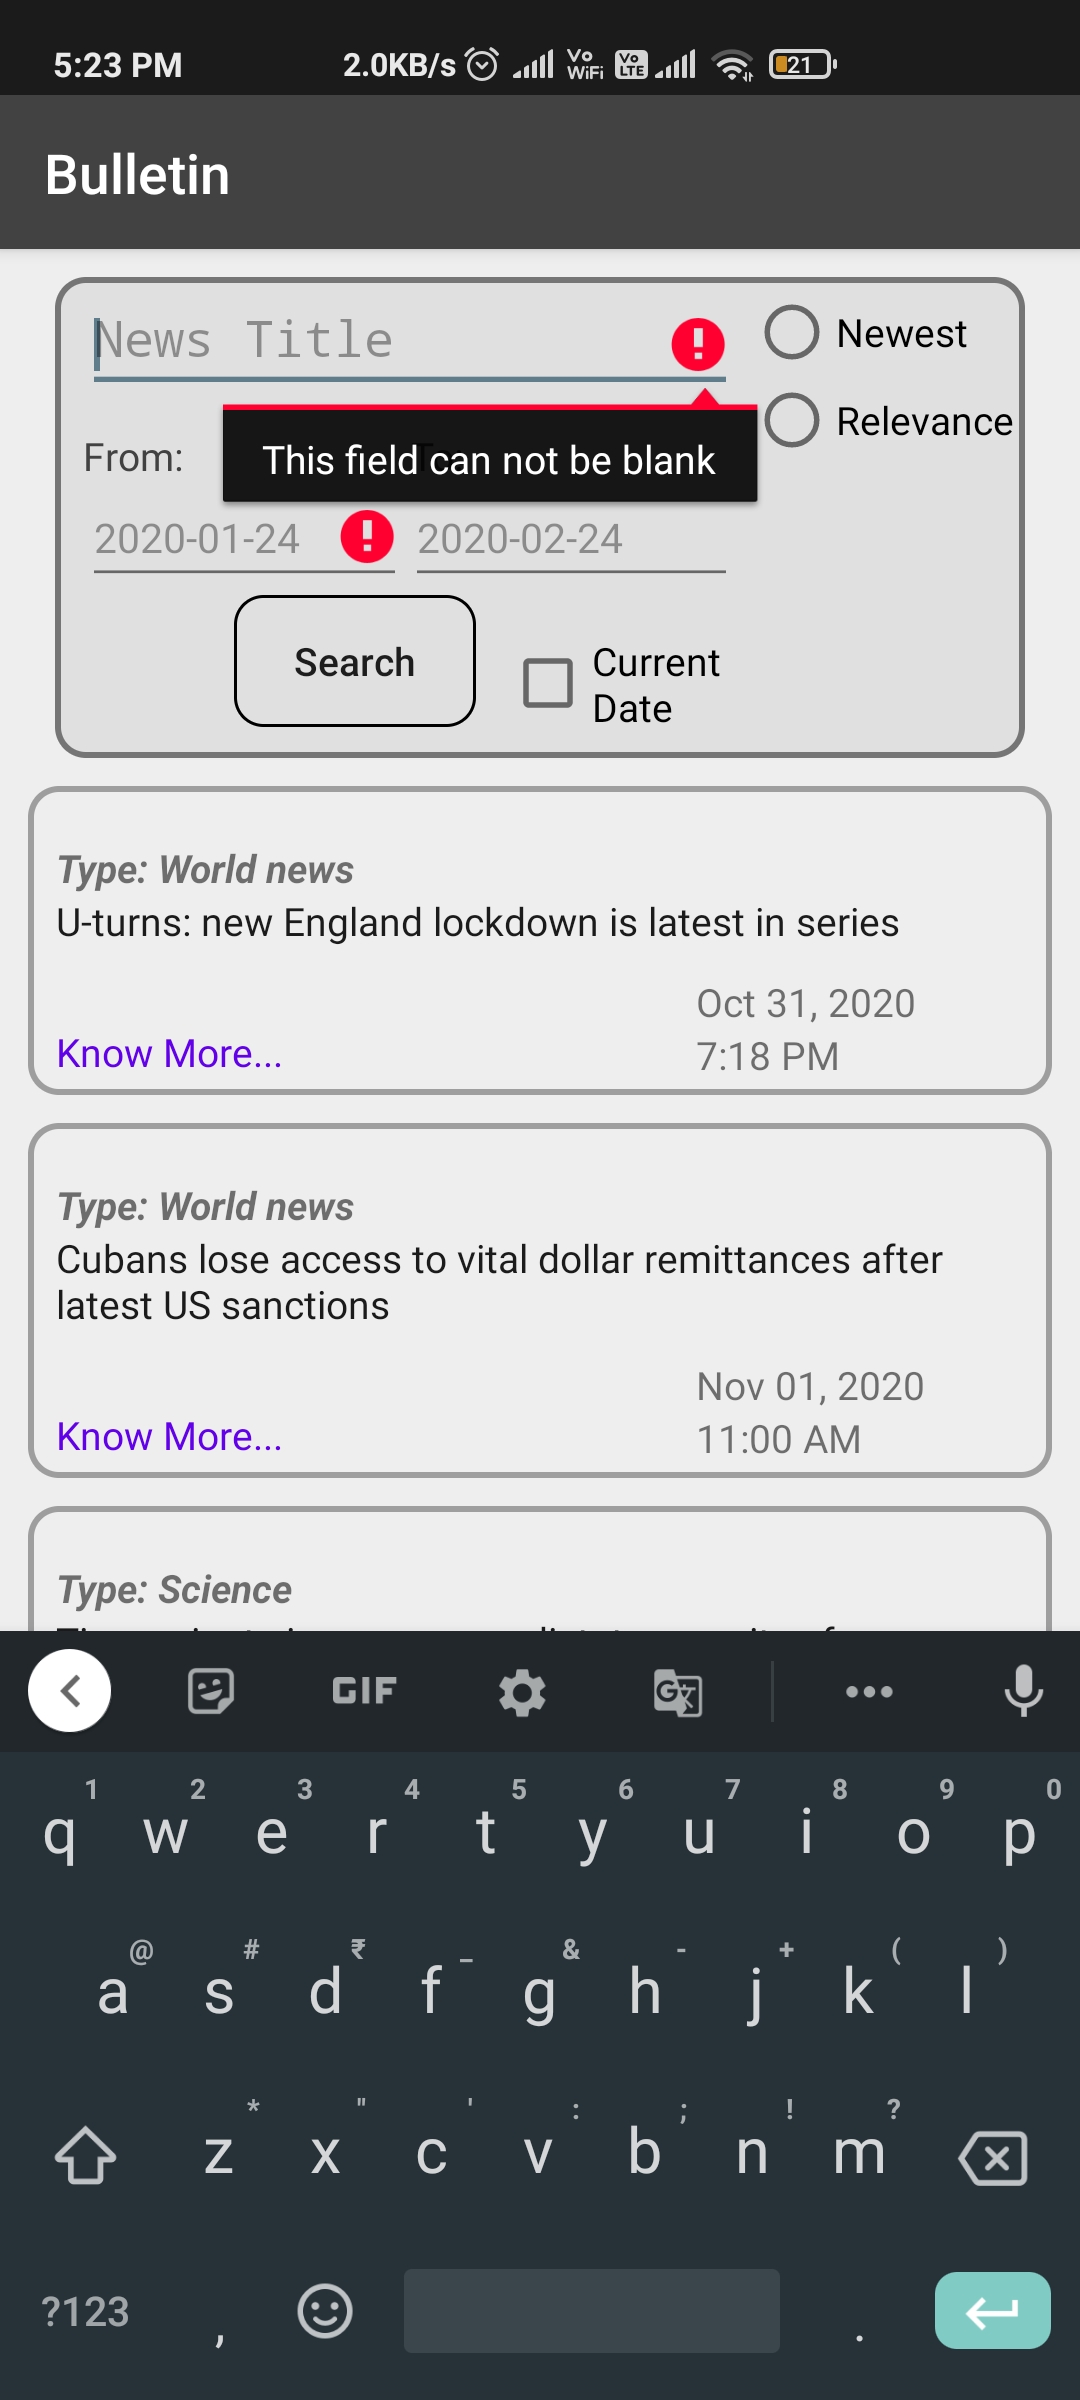 5:23 PM 2.0KB/s Vo WiFi Vo LTE 21
Bulletin
News Title
Newest
Relevance
From:
This field can not be blank
2020-01-24 2020-02-24
Search
Current
Date
Type: World news
U-turns: new England lockdown is latest in series
Oct 31, 2020
Know More...
7:18 PM
Type: World news
Cubans lose access to vital dollar remittances after
latest US sanctions
Nov 01, 2020
Know More...
11:00 AM
Type: Science
GIF G文
1 2 3 4 5 6 7 8 9 0
q w e r t y u i o p
@ # ₹ _ & - + ( )
a s d f g h j k l
* " ' : ; ! ?
z x c v b n m
?123 , .